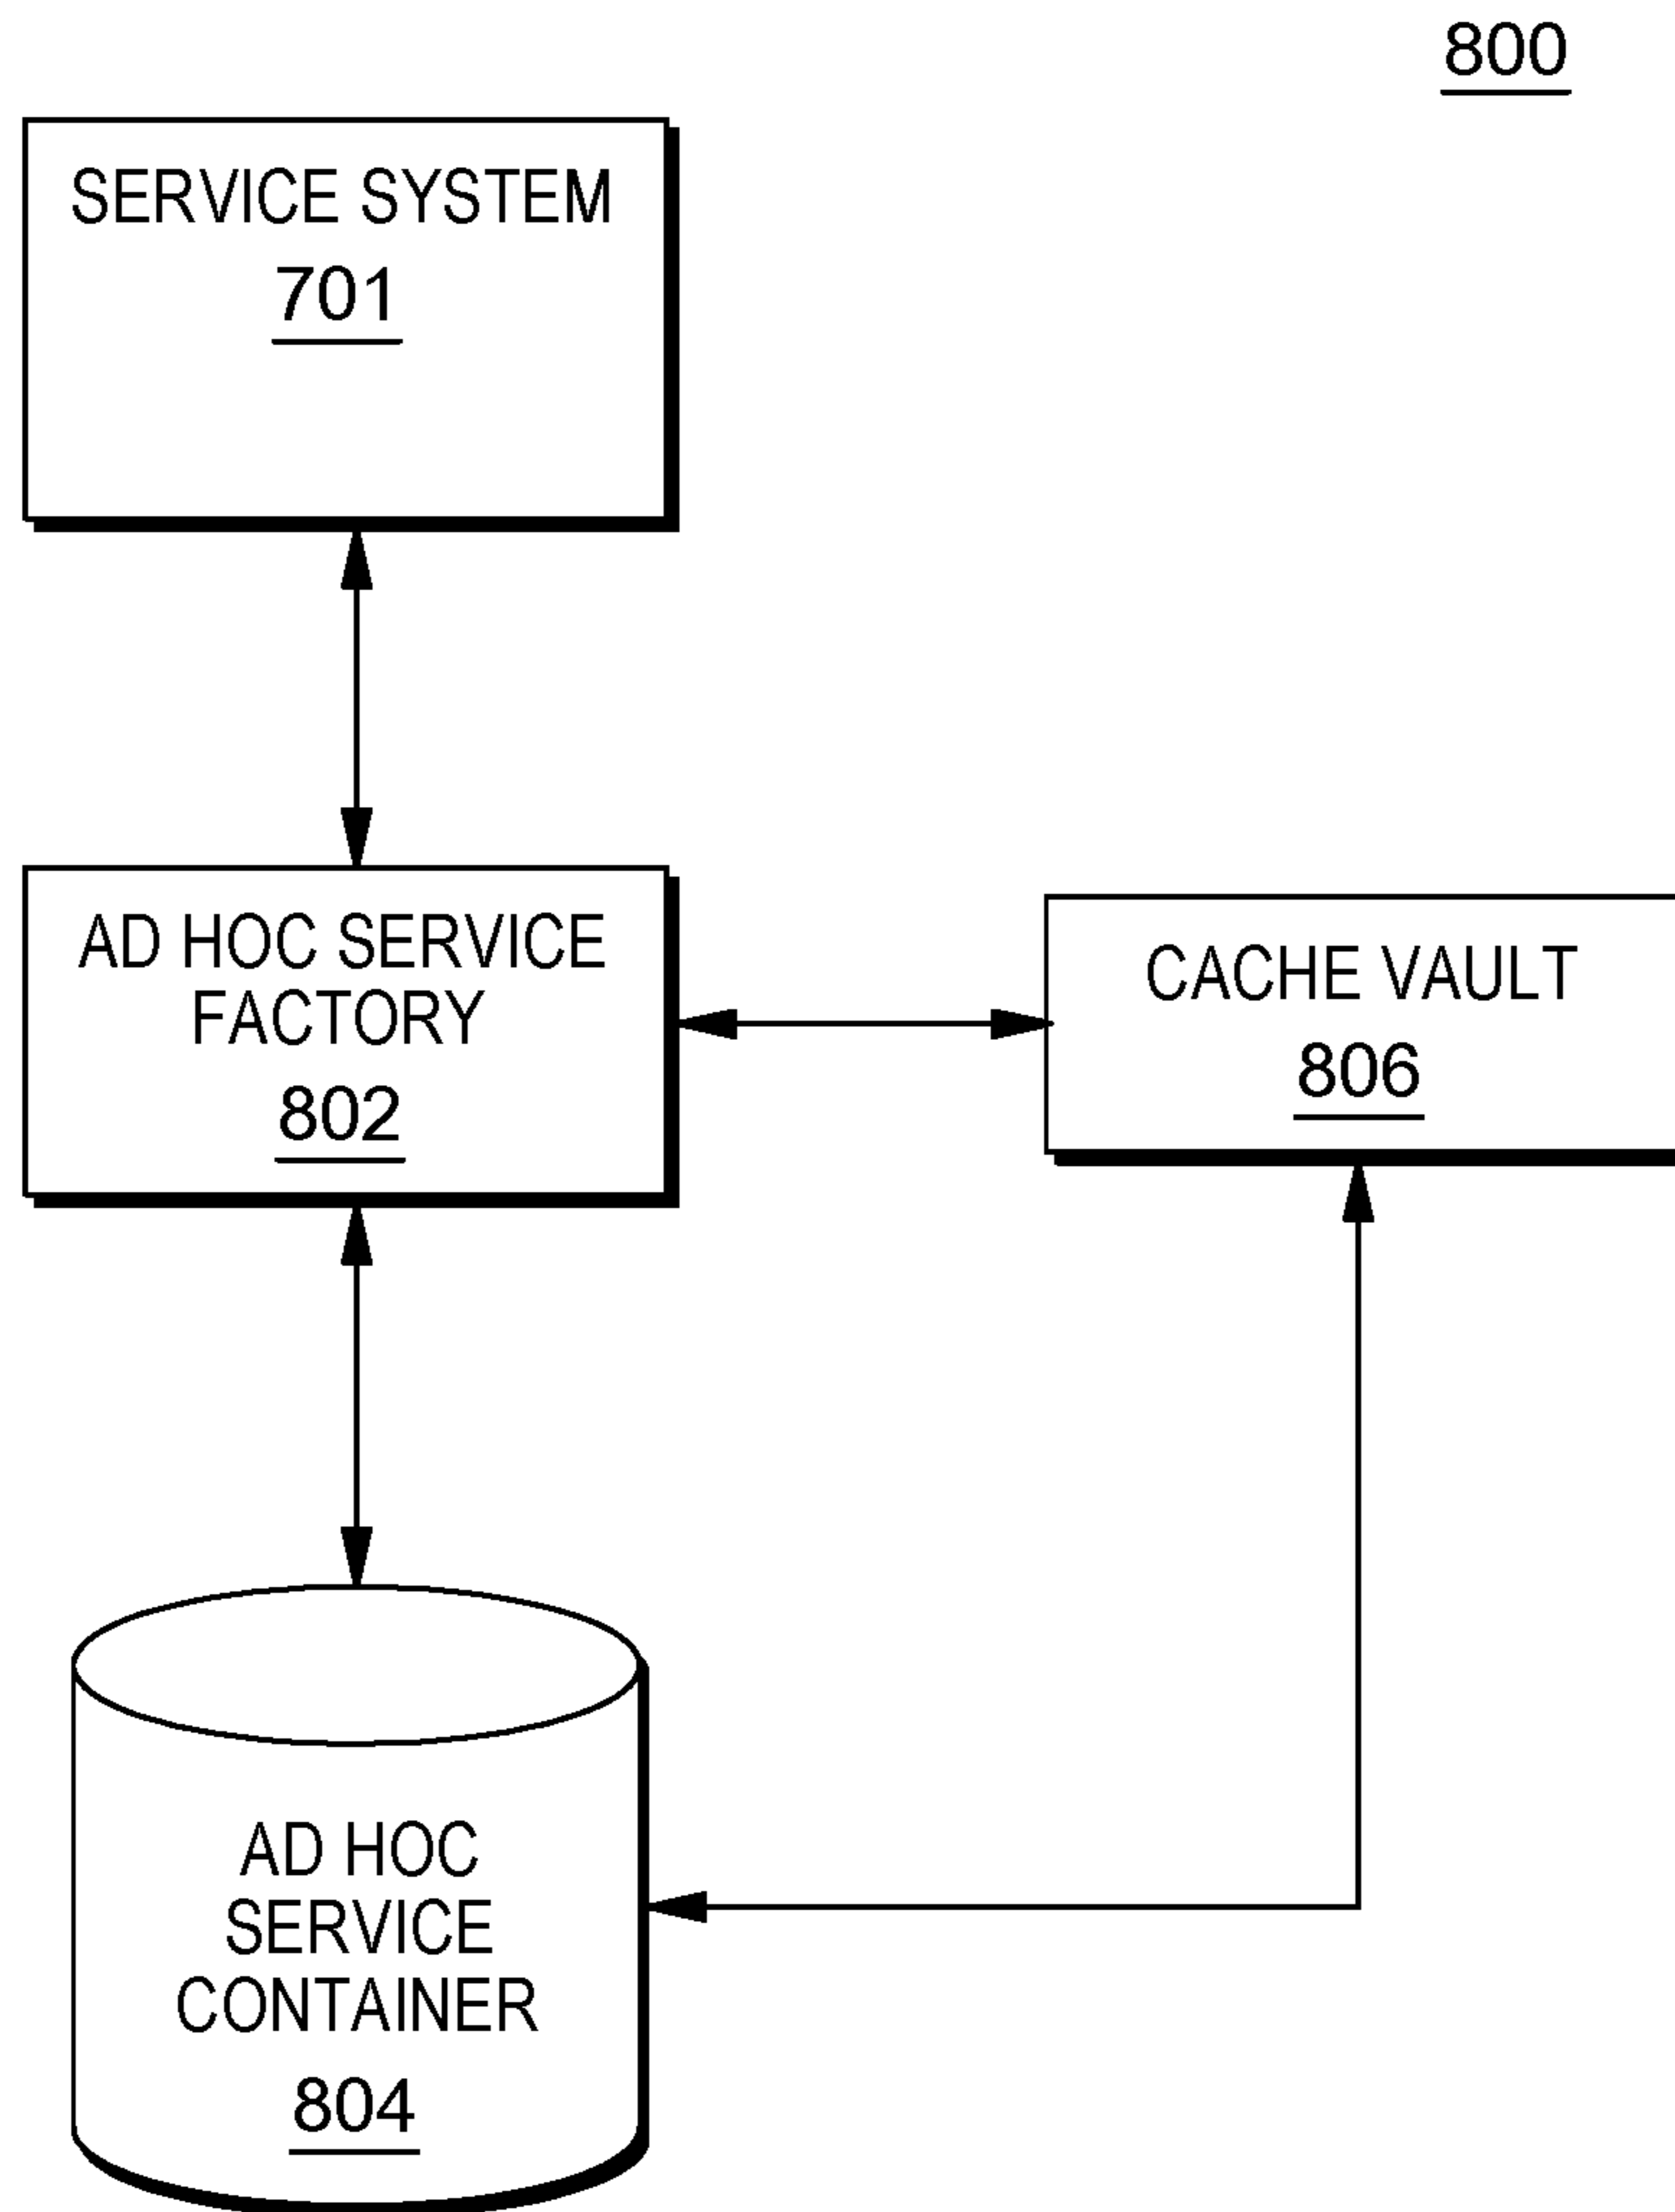 800
SERVICE SYSTEM
701
AD HOC SERVICE
FACTORY
802
CACHE VAULT
806
AD HOC
SERVICE
CONTAINER
804